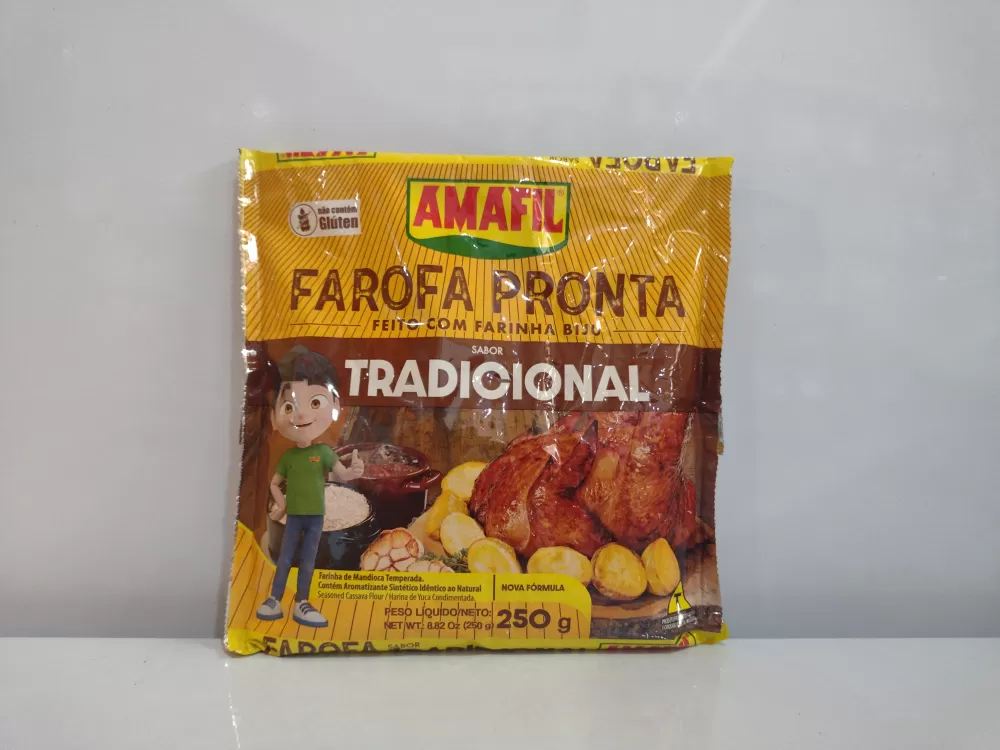 não contém
Glúten
AMAFIL
FAROFA PRONTA
FEITO COM FARINHA BIJU
SABOR
TRADICIONAL
Farinha de Mandioca Temperada.
Contém Aromatizante Sintético Idêntico ao Natural
Seasoned Cassava Flour / Harina de Yuca Condimentada.
NOVA FÓRMULA
PESO LÍQUIDO/NETO:
NET WT.: 8.82 Oz (250 g)
250 g
T
FAROFA
SABOR
AMAFIL